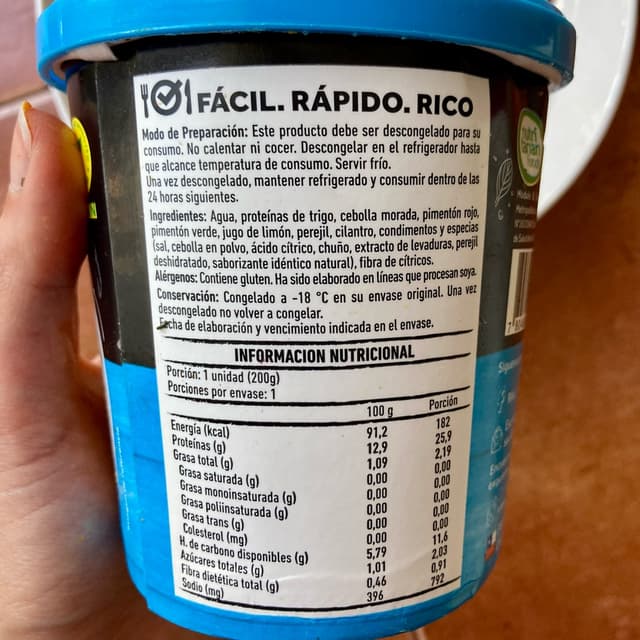 FÁCIL. RÁPIDO. RICO
Modo de Preparación: Este producto debe ser descongelado para su
consumo. No calentar ni cocer. Descongelar en el refrigerador hasta
que alcance temperatura de consumo. Servir frío.
Una vez descongelado, mantener refrigerado y consumir dentro de las
24 horas siguientes.
Ingredientes: Agua, proteínas de trigo, cebolla morada, pimentón rojo,
pimentón verde, jugo de limón, perejil, cilantro, condimentos y especias
(sal, cebolla en polvo, ácido cítrico, chuño, extracto de levaduras, perejil
deshidratado, saborizante idéntico natural), fibra de cítricos.
Alérgenos: Contiene gluten. Ha sido elaborado en líneas que procesan soya.
Conservación: Congelado a -18 °C en su envase original. Una vez
descongelado no volver a congelar.
Fecha de elaboración y vencimiento indicada en el envase.
INFORMACION NUTRICIONAL
Porción: 1 unidad (200g)
Porciones por envase: 1
100 g Porción
Energía (kcal) 91,2 182
Proteínas (g) 12,9 25,9
Grasa total (g) 1,09 2,19
Grasa saturada (g) 0,00 0,00
Grasa monoinsaturada (g) 0,00 0,00
Grasa poliinsaturada (g) 0,00 0,00
Grasa trans (g) 0,00 0,00
Colesterol (mg) 0,00 0,00
H. de carbono disponibles (g) 5,79 11,6
Azúcares totales (g) 1,01 2,03
Fibra dietética total (g) 0,46 0,91
Sodio (mg) 396 792